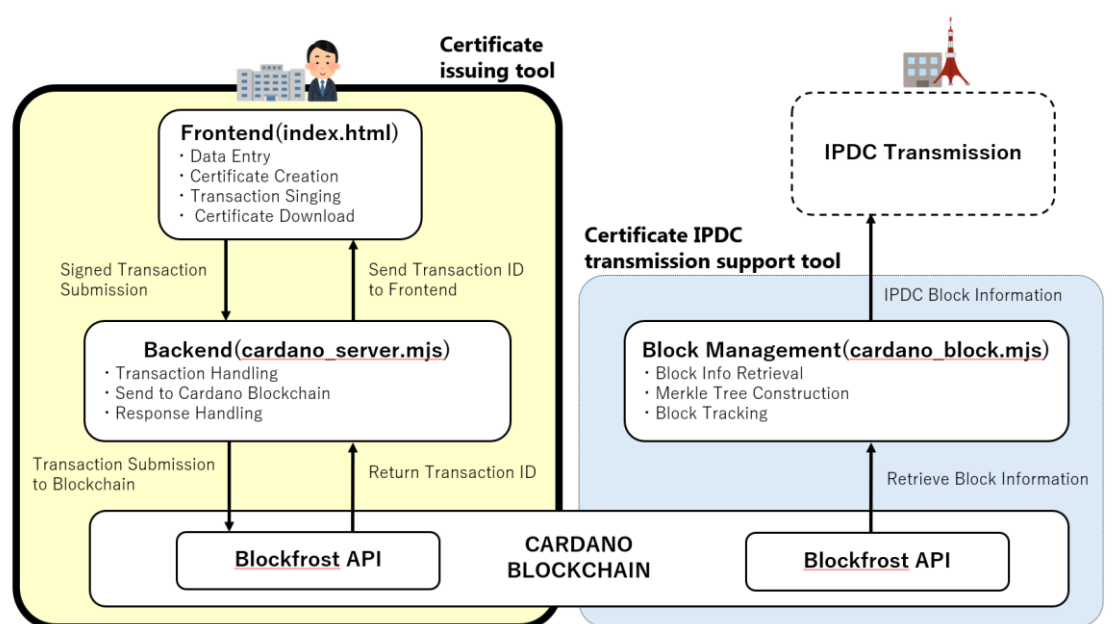 Certificate
issuing tool
Frontend(index.html)
・Data Entry
・Certificate Creation
・Transaction Singing
・ Certificate Download
Signed Transaction
Submission
Send Transaction ID
to Frontend
Backend(cardano_server.mjs)
・Transaction Handling
・Send to Cardano Blockchain
・Response Handling
Transaction Submission
to Blockchain
Return Transaction ID
Blockfrost API
CARDANO
BLOCKCHAIN
IPDC Transmission
Certificate IPDC
transmission support tool
IPDC Block Information
Block Management(cardano_block.mjs)
・Block Info Retrieval
・Merkle Tree Construction
・Block Tracking
Retrieve Block Information
Blockfrost API